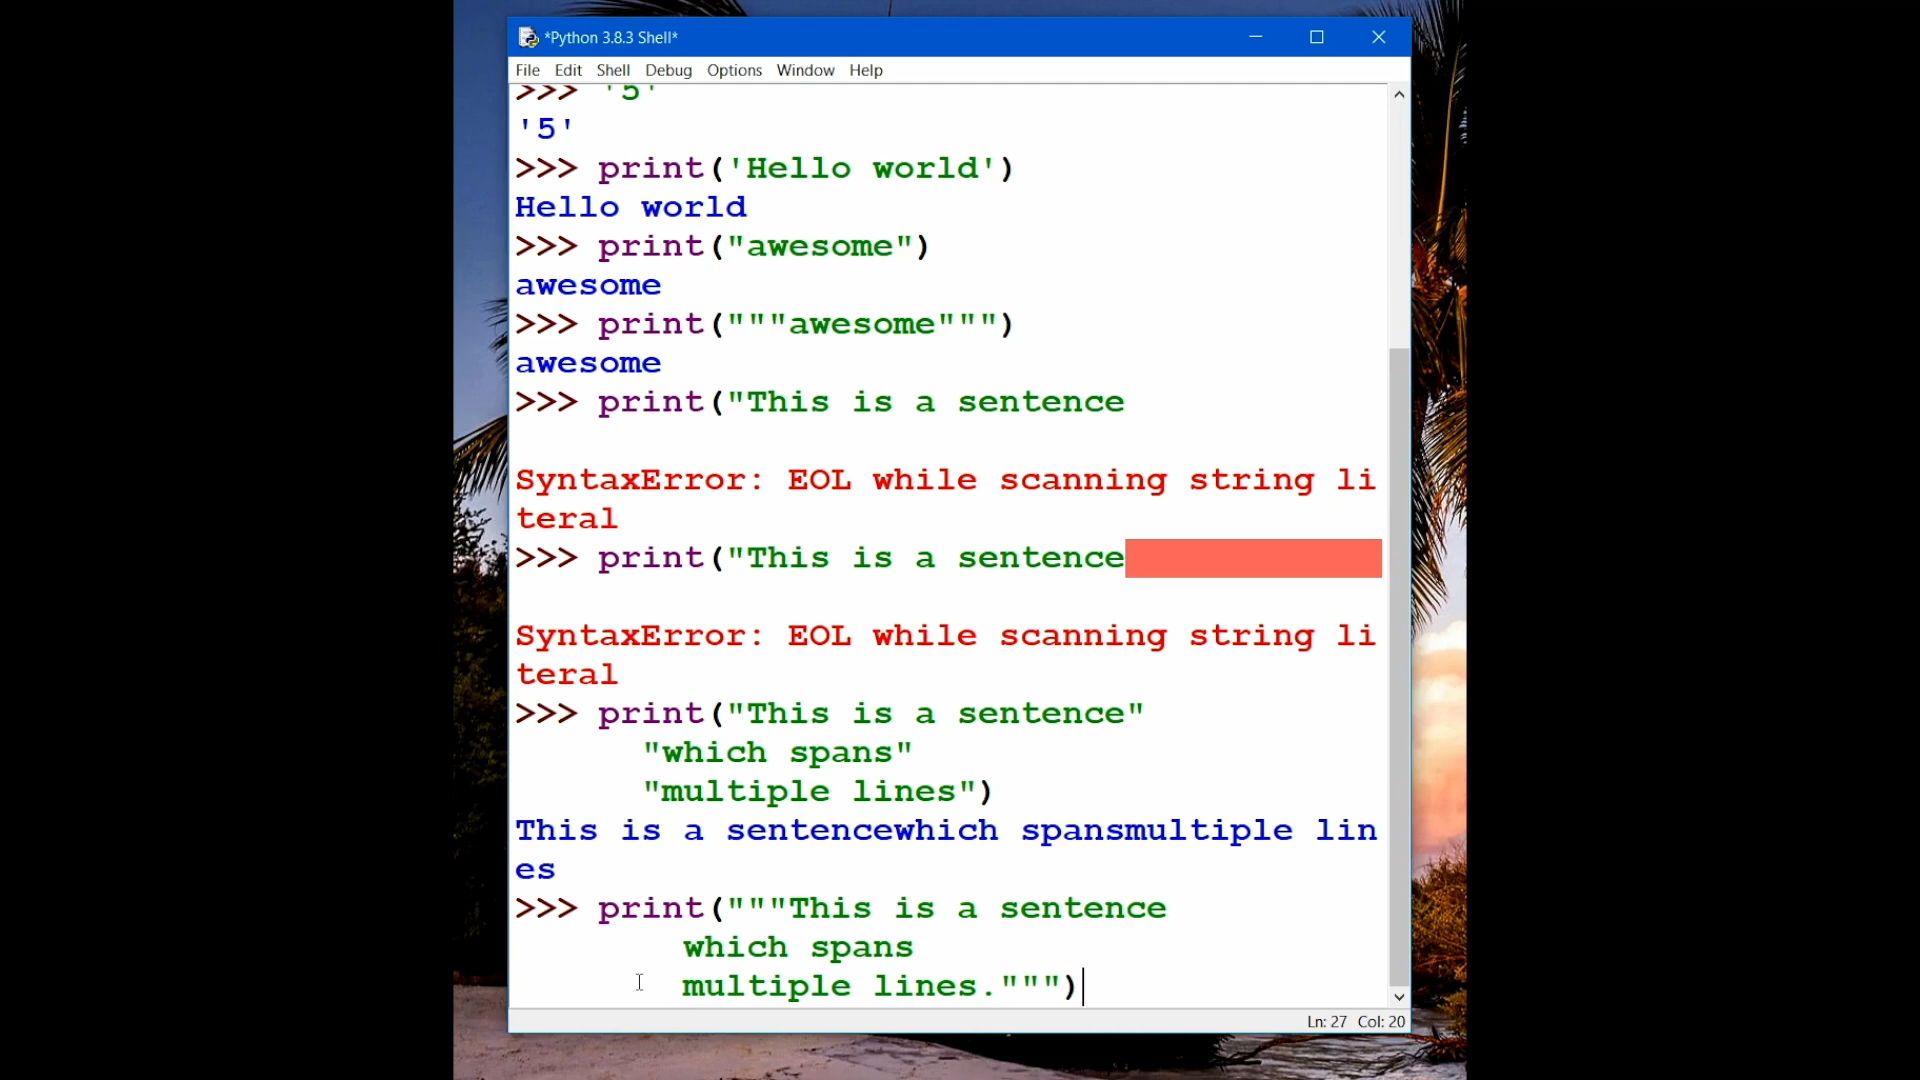 *Python 3.8.3 Shell*
File Edit Shell Debug Options Window Help
>>> '5'
'5'
>>> print('Hello world')
Hello world
>>> print("awesome")
awesome
>>> print("""awesome""")
awesome
>>> print("This is a sentence
SyntaxError: EOL while scanning string li
teral
>>> print("This is a sentence
SyntaxError: EOL while scanning string li
teral
>>> print("This is a sentence"
"which spans"
"multiple lines")
This is a sentencewhich spansmultiple lin
es
>>> print("""This is a sentence
which spans
multiple lines.""")
Ln: 27 Col: 20